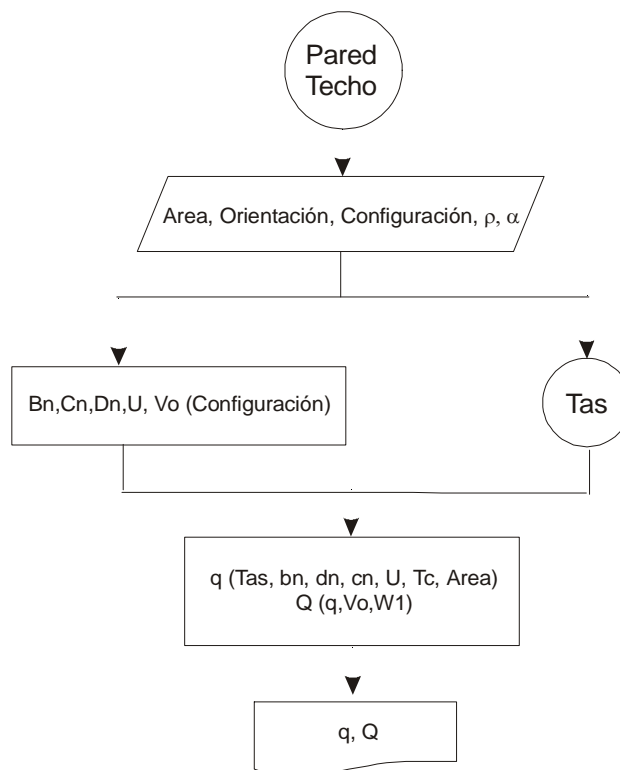 Pared
Techo
Area, Orientación, Configuración, ρ, α
Bn,Cn,Dn,U, Vo (Configuración)
Tas
q (Tas, bn, dn, cn, U, Tc, Area)
Q (q,Vo,W1)
q, Q